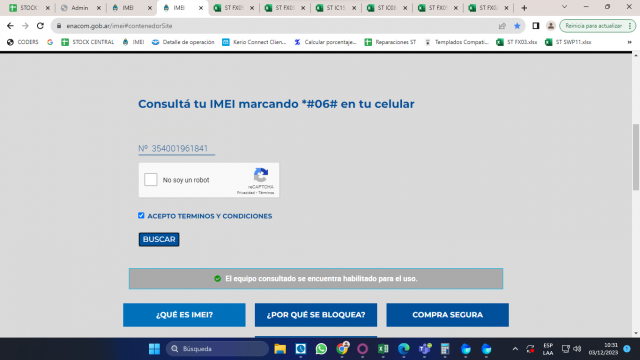 STOCK
Admin
IMEI
IMEI
ST FX0
ST FX0
ST IC1
ST IC0
ST FX0
ST FX0
enacom.gob.ar/imei#contenedorSite
Reinicia para actualizar
CODERS
STOCK CENTRAL
IMEI
Detalle de operación
Kerio Connect Clien...
Calcular porcentaje...
Reparaciones ST
Templados Compati...
ST FX03.xlsx
ST SWP11.xlsx
Consultá tu IMEI marcando *#06# en tu celular
Nº 354001961841
No soy un robot
reCAPTCHA
Privacidad - Términos
ACEPTO TERMINOS Y CONDICIONES
BUSCAR
El equipo consultado se encuentra habilitado para el uso.
¿QUÉ ES IMEI?
¿POR QUÉ SE BLOQUEA?
COMPRA SEGURA
Búsqueda
ESP
LAA
10:31
03/12/2023